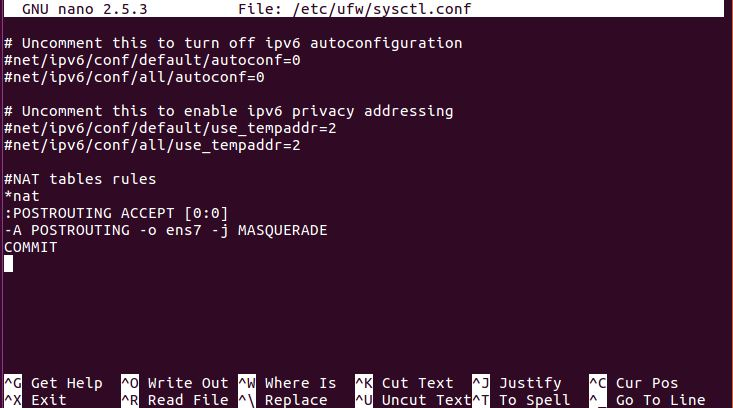 GNU nano 2.5.3 File: /etc/ufw/sysctl.conf
# Uncomment this to turn off ipv6 autoconfiguration
#net/ipv6/conf/default/autoconf=0
#net/ipv6/conf/all/autoconf=0
# Uncomment this to enable ipv6 privacy addressing
#net/ipv6/conf/default/use_tempaddr=2
#net/ipv6/conf/all/use_tempaddr=2
#NAT tables rules
*nat
:POSTROUTING ACCEPT [0:0]
-A POSTROUTING -o ens7 -j MASQUERADE
COMMIT
^G Get Help ^O Write Out ^W Where Is ^K Cut Text ^J Justify ^C Cur Pos
^X Exit ^R Read File ^\ Replace ^U Uncut Text ^T To Spell ^_ Go To Line